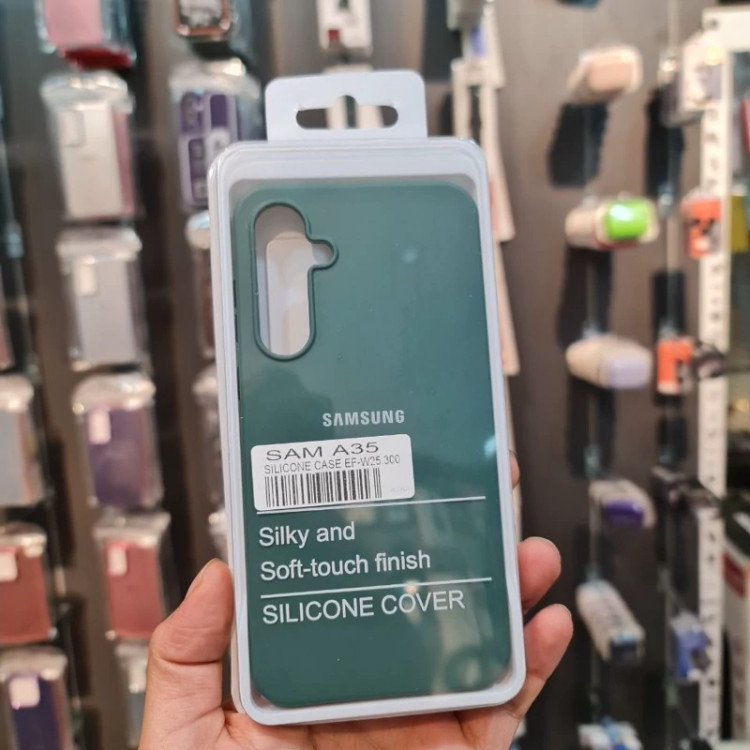 SAMSUNG
SAM A35
SILICONE CASE EF-W25.300
Silky and
Soft-touch finish
SILICONE COVER